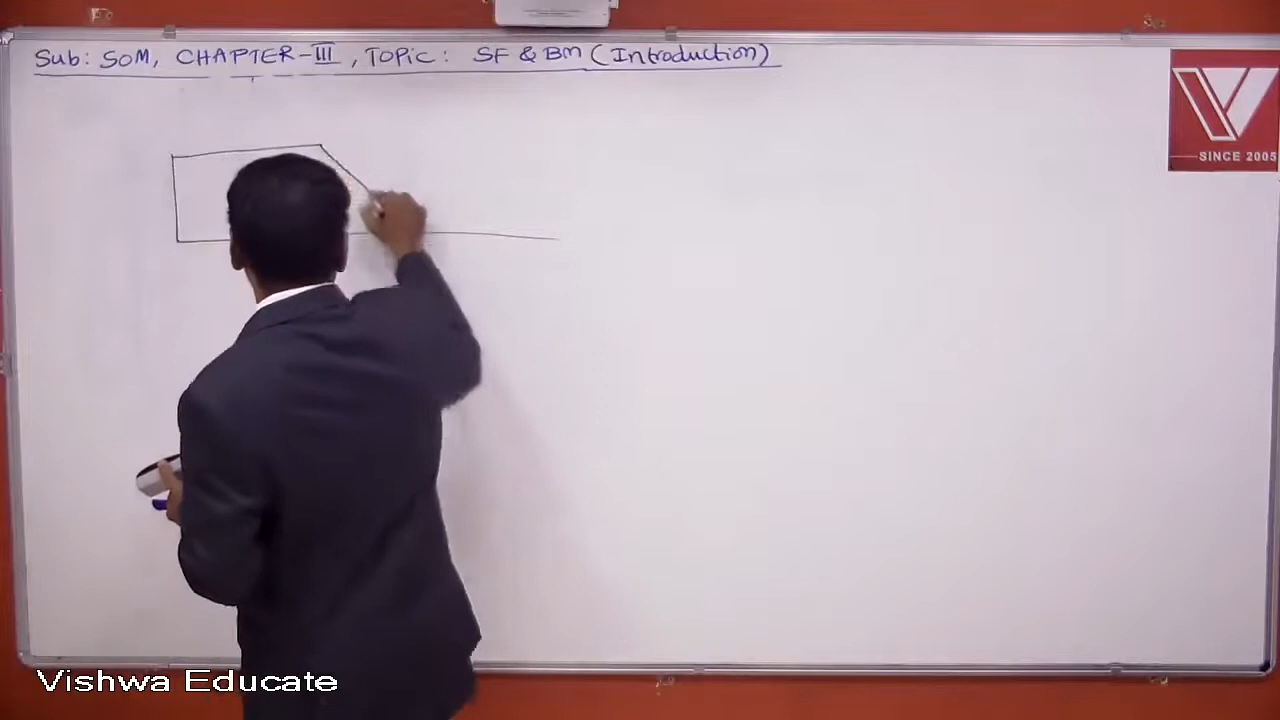 Sub: SOM, CHAPTER-III, TOPIC: SF & BM (Introduction)
SINCE 2005
Vishwa Educate